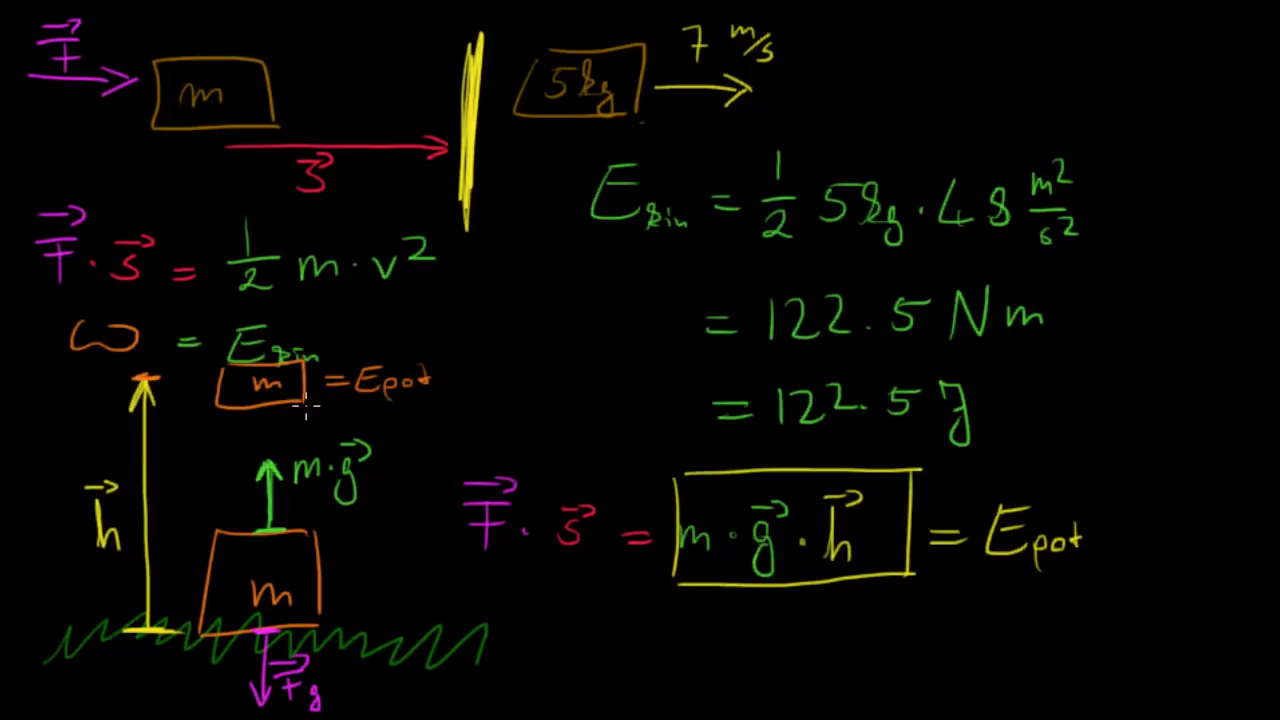 F⃗
m
s⃗
5kg
7 m/s
F⃗ · s⃗ = 1/2 m · v²
W = E_kin
m = E_pot
h⃗
m · g⃗
m
F⃗_g
E_kin = 1/2 5kg · 49 m²/s²
= 122.5 Nm
= 122.5 J
F⃗ · s⃗ = m · g⃗ · h⃗ = E_pot